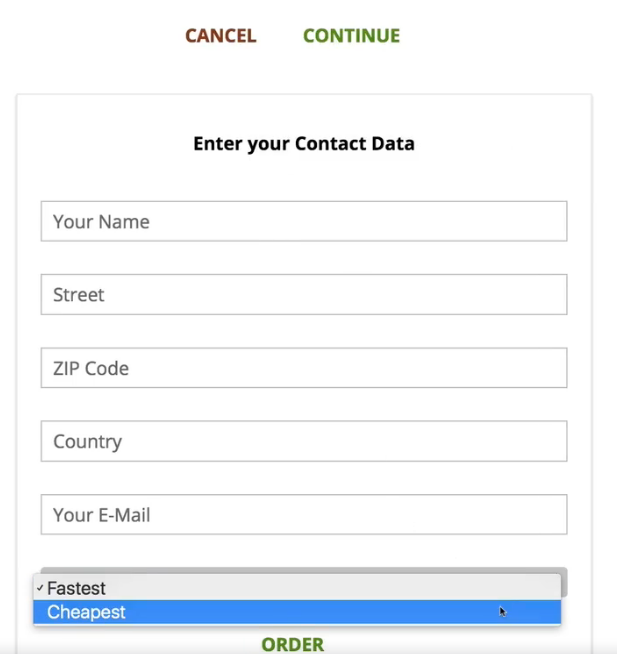 CANCEL CONTINUE
Enter your Contact Data
Your Name
Street
ZIP Code
Country
Your E-Mail
✓ Fastest
Cheapest
ORDER